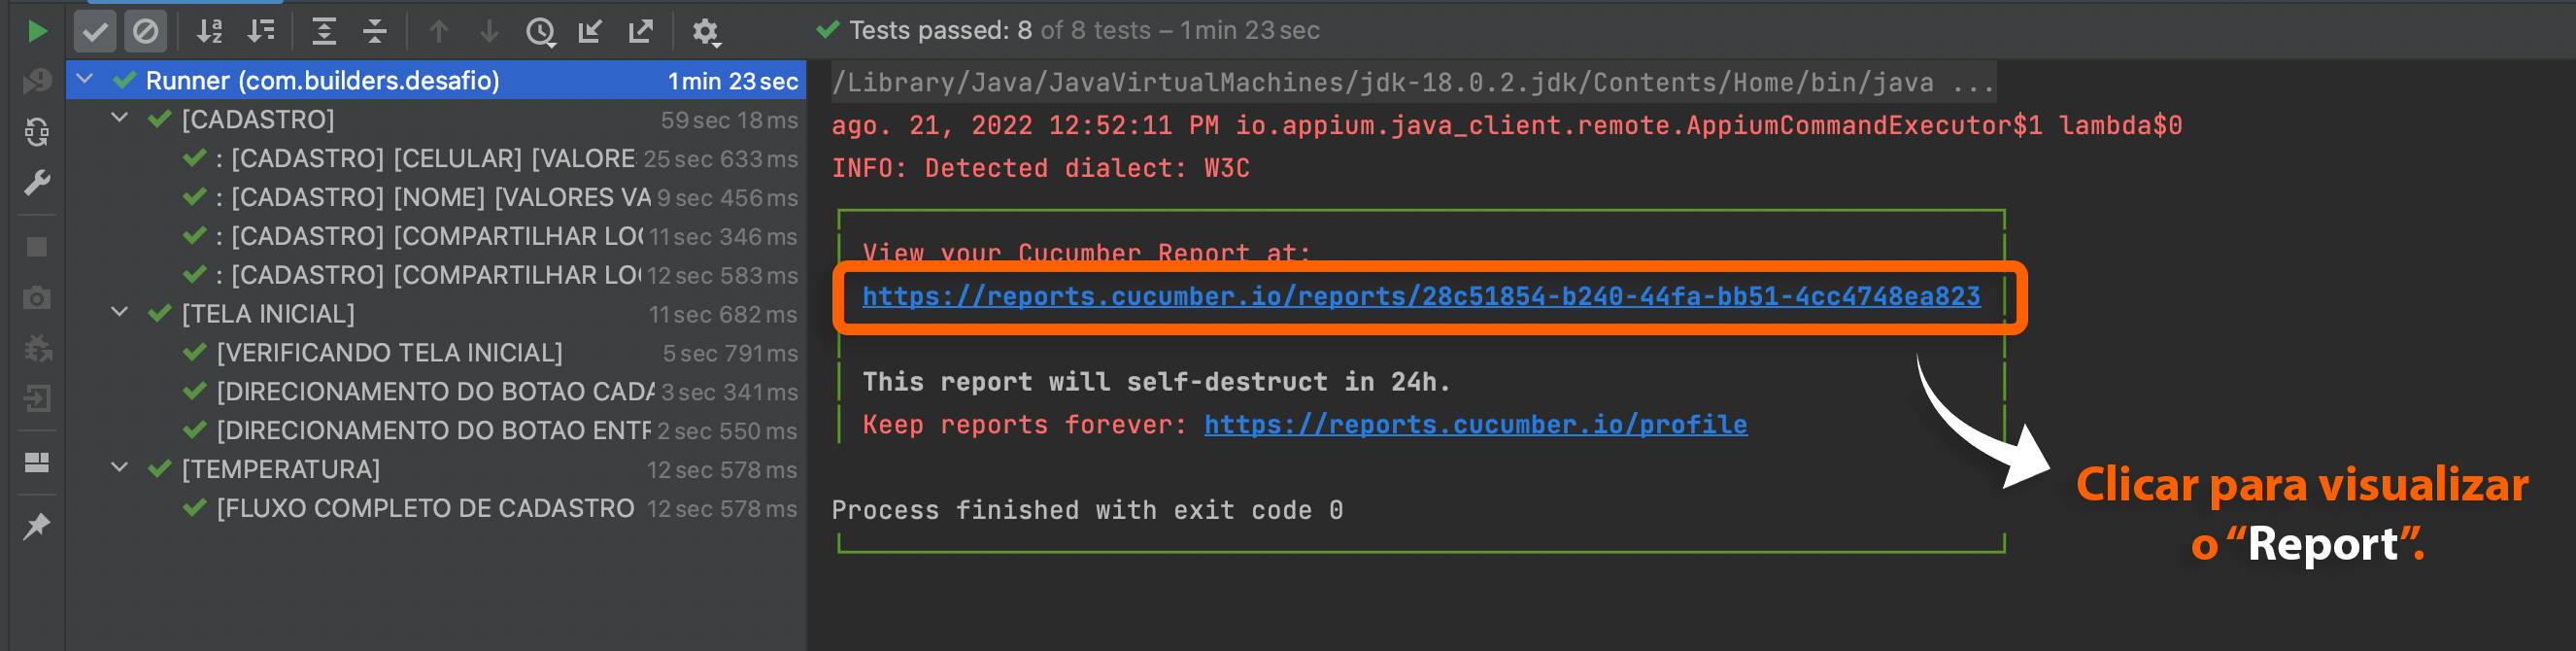 Tests passed: 8 of 8 tests – 1 min 23 sec
Runner (com.builders.desafio) 1 min 23 sec
[CADASTRO] 59 sec 18 ms
: [CADASTRO] [CELULAR] [VALORE 25 sec 633 ms
: [CADASTRO] [NOME] [VALORES VA 9 sec 456 ms
: [CADASTRO] [COMPARTILHAR LO 11 sec 346 ms
: [CADASTRO] [COMPARTILHAR LO 12 sec 583 ms
[TELA INICIAL] 11 sec 682 ms
[VERIFICANDO TELA INICIAL] 5 sec 791 ms
[DIRECIONAMENTO DO BOTAO CADA 3 sec 341 ms
[DIRECIONAMENTO DO BOTAO ENTR 2 sec 550 ms
[TEMPERATURA] 12 sec 578 ms
[FLUXO COMPLETO DE CADASTRO 12 sec 578 ms
/Library/Java/JavaVirtualMachines/jdk-18.0.2.jdk/Contents/Home/bin/java ...
ago. 21, 2022 12:52:11 PM io.appium.java_client.remote.AppiumCommandExecutor$1 lambda$0
INFO: Detected dialect: W3C
View your Cucumber Report at:
https://reports.cucumber.io/reports/28c51854-b240-44fa-bb51-4cc4748ea823
This report will self-destruct in 24h.
Keep reports forever: https://reports.cucumber.io/profile
Process finished with exit code 0
Clicar para visualizar
o “Report”.